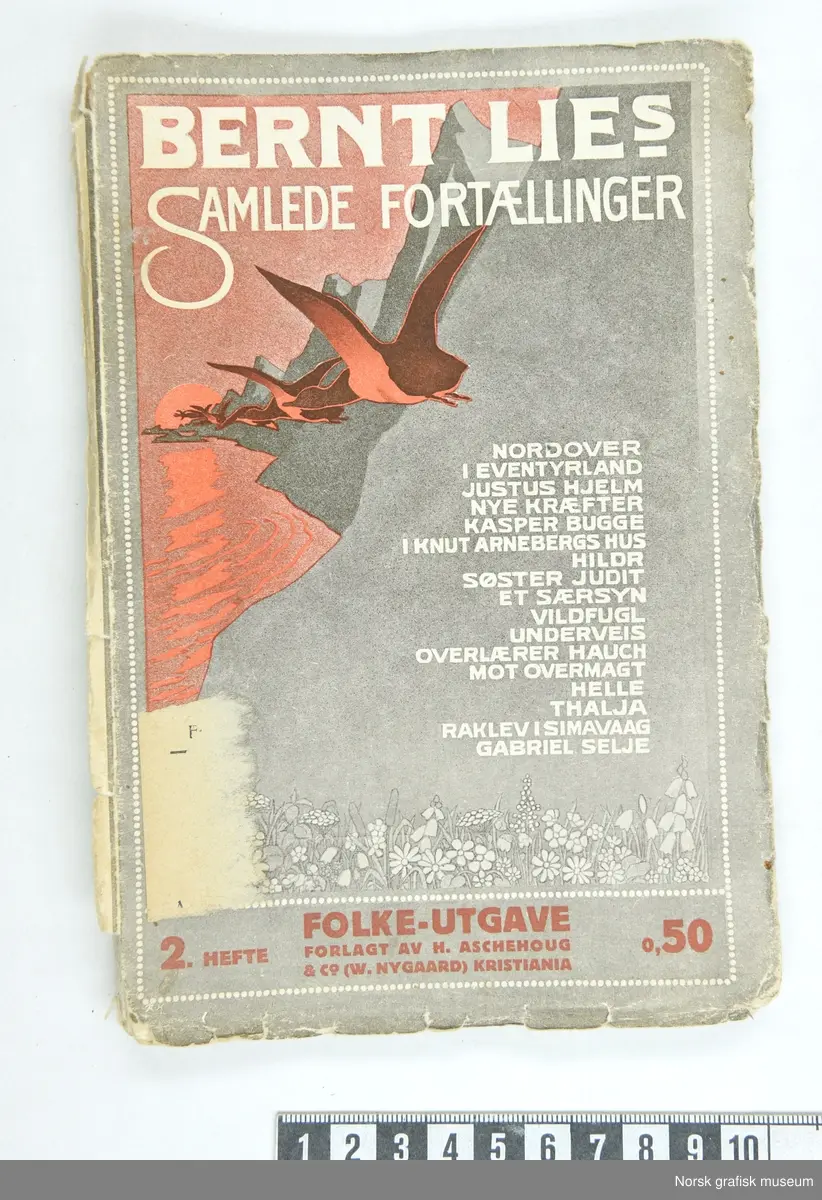 BERNT LIES
SAMLEDE FORTÆLLINGER
NORDOVER
I EVENTYRLAND
JUSTUS HJELM
NYE KRÆFTER
KASPER BUGGE
I KNUT ARNEBERGS HUS
HILDR
SØSTER JUDIT
ET SÆRSYN
VILDFUGL
UNDERVEIS
OVERLÆRER HAUCH
MOT OVERMAGT
HELLE
THALJA
RAKLEV I SIMAVAAG
GABRIEL SELJE
2. HEFTE
FOLKE-UTGAVE
FORLAGT AV H. ASCHEHOUG
& CO (W. NYGAARD) KRISTIANIA
0,50
1 2 3 4 5 6 7 8 9 10
Norsk grafisk museum